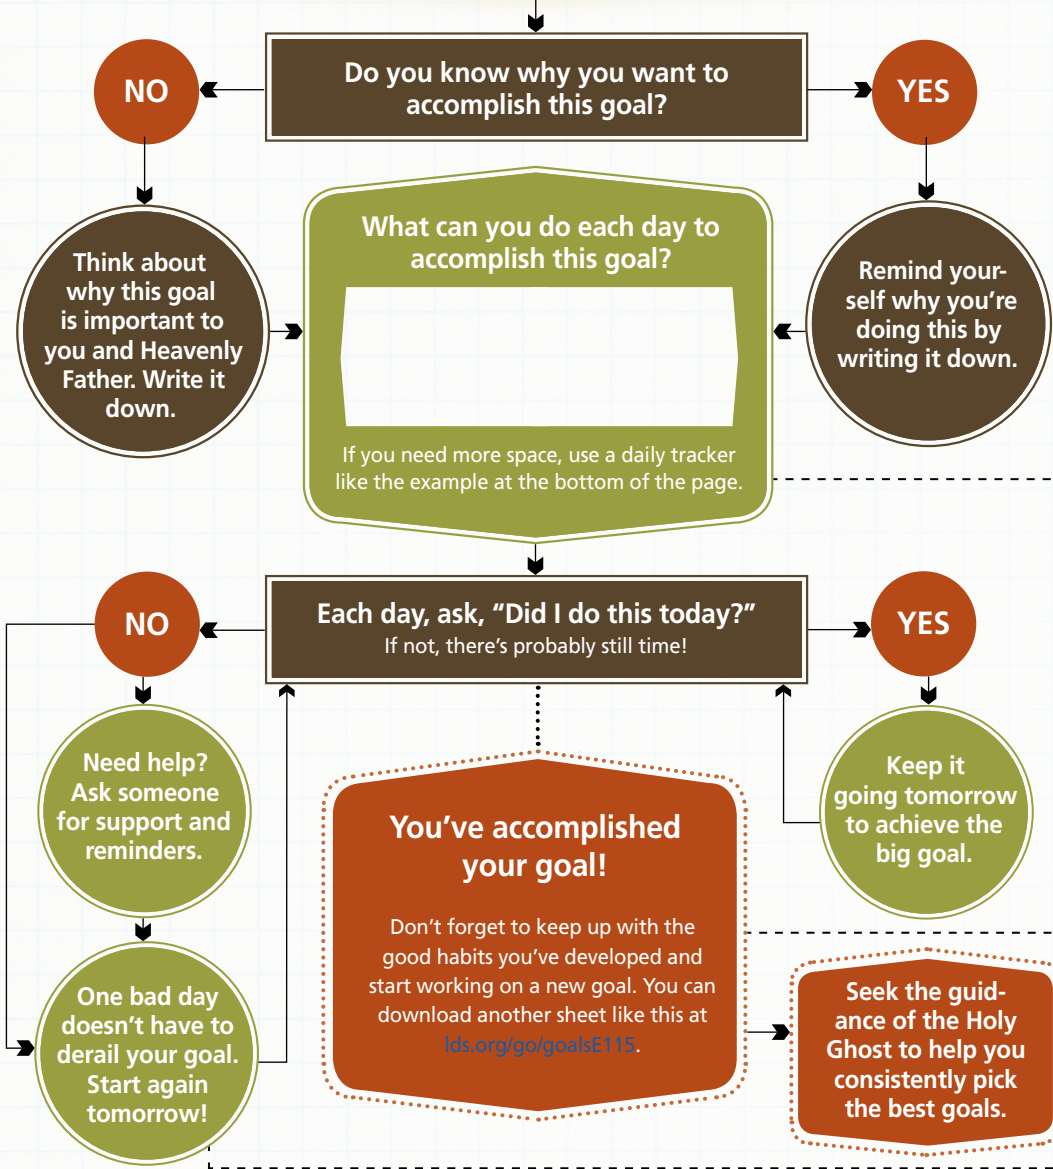 Do you know why you want to
accomplish this goal?
NO
YES
Think about
why this goal
is important to
you and Heavenly
Father. Write it
down.
What can you do each day to
accomplish this goal?
If you need more space, use a daily tracker
like the example at the bottom of the page.
Remind your-
self why you’re
doing this by
writing it down.
Each day, ask, “Did I do this today?”
If not, there’s probably still time!
NO
YES
Need help?
Ask someone
for support and
reminders.
One bad day
doesn’t have to
derail your goal.
Start again
tomorrow!
You’ve accomplished
your goal!
Don’t forget to keep up with the
good habits you’ve developed and
start working on a new goal. You can
download another sheet like this at
lds.org/go/goalsE115.
Keep it
going tomorrow
to achieve the
big goal.
Seek the guid-
ance of the Holy
Ghost to help you
consistently pick
the best goals.